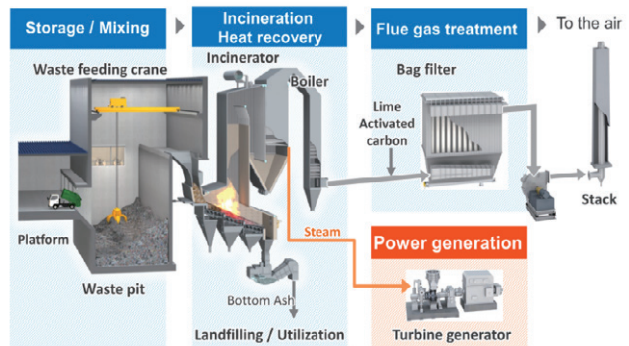 Storage / Mixing
Incineration
Heat recovery
Flue gas treatment
To the air
Waste feeding crane
Incinerator
Boiler
Bag filter
Lime
Activated
carbon
Platform
Waste pit
Steam
Bottom Ash
Landfilling / Utilization
Stack
Power generation
Turbine generator